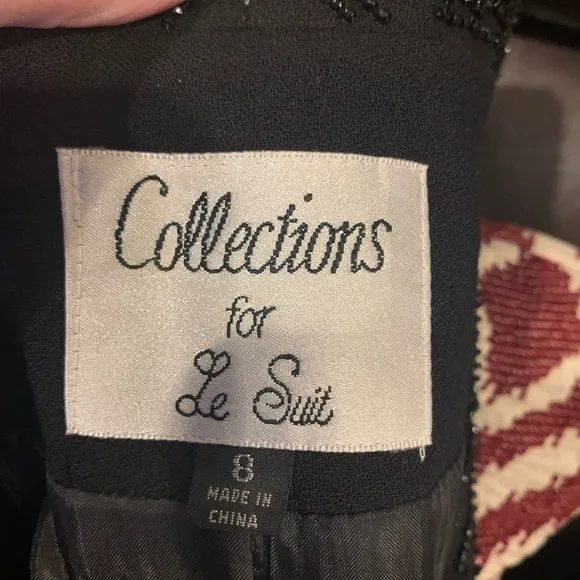 Collections
for
Le Suit
8
MADE IN
CHINA